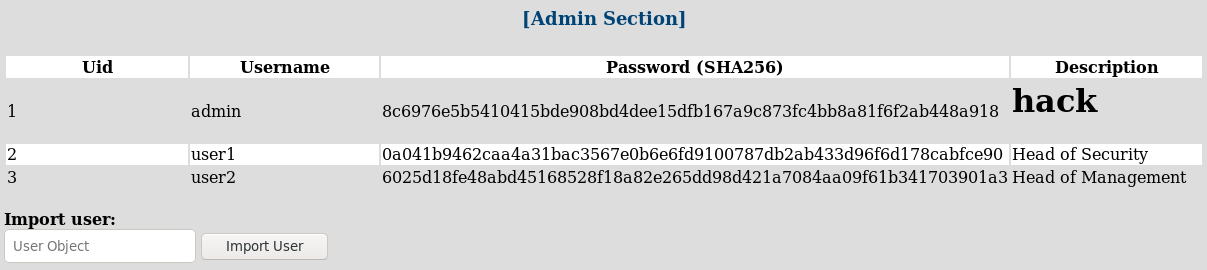 [Admin Section]
Uid Username Password (SHA256) Description
1 admin 8c6976e5b5410415bde908bd4dee15dfb167a9c873fc4bb8a81f6f2ab448a918 hack
2 user1 0a041b9462caa4a31bac3567e0b6e6fd9100787db2ab433d96f6d178cabfce90 Head of Security
3 user2 6025d18fe48abd45168528f18a82e265dd98d421a7084aa09f61b341703901a3 Head of Management
Import user:
User Object Import User